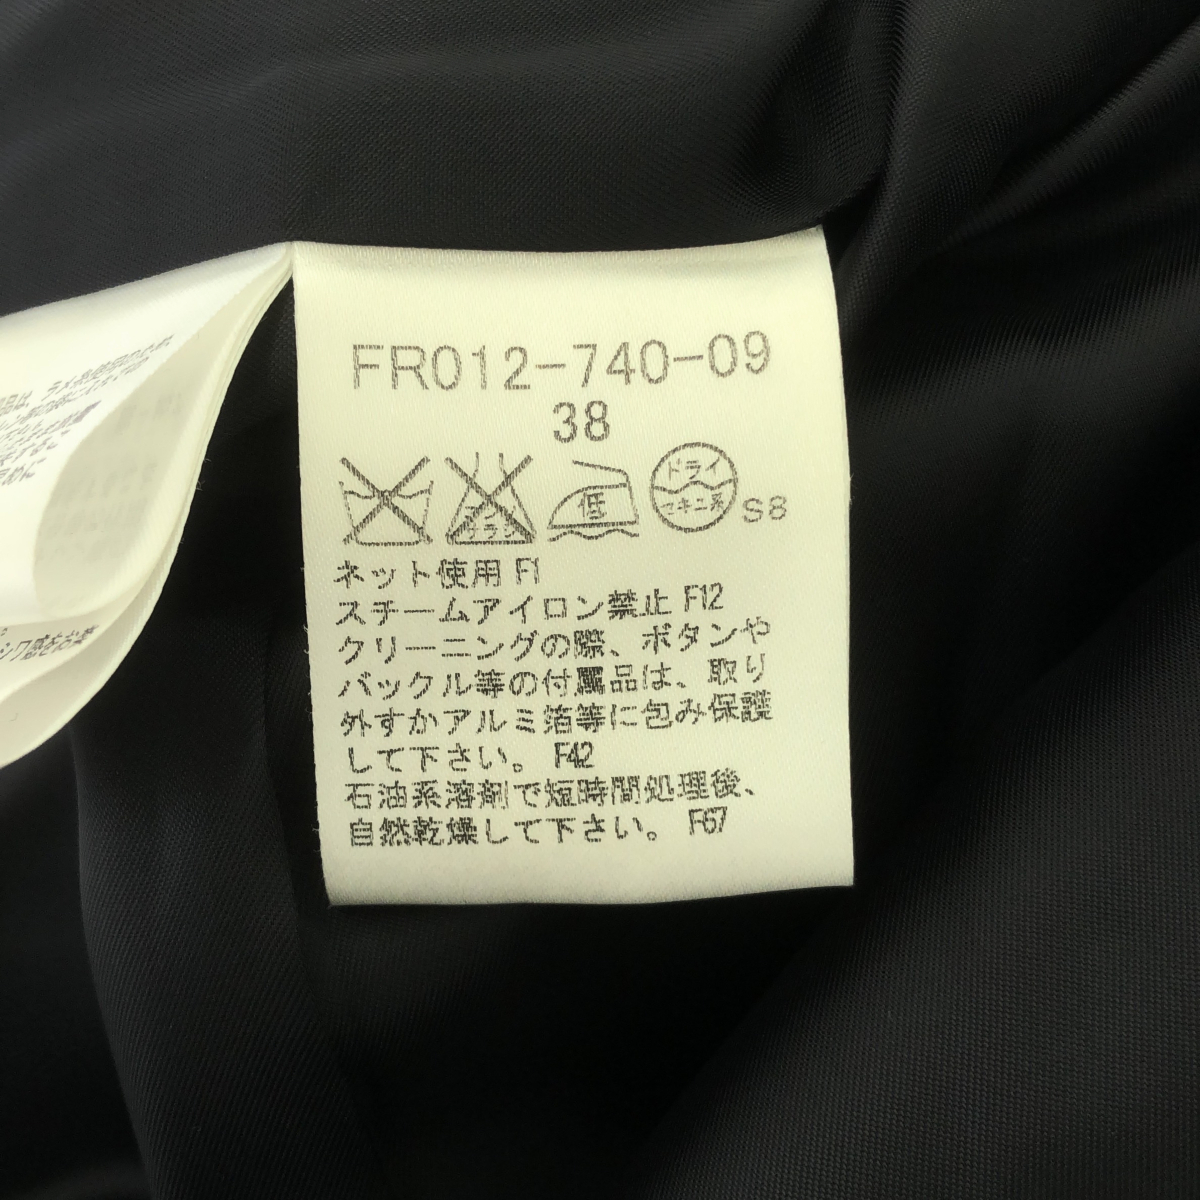 FR012-740-09
38
低
ドライ
セキユ系
S8
ネット使用 F1
スチームアイロン禁止 F12
クリーニングの際、ボタンや
バックル等の付属品は、取り
外すかアルミ箔等に包み保護
して下さい。 F42
石油系溶剤で短時間処理後、
自然乾燥して下さい。 F67